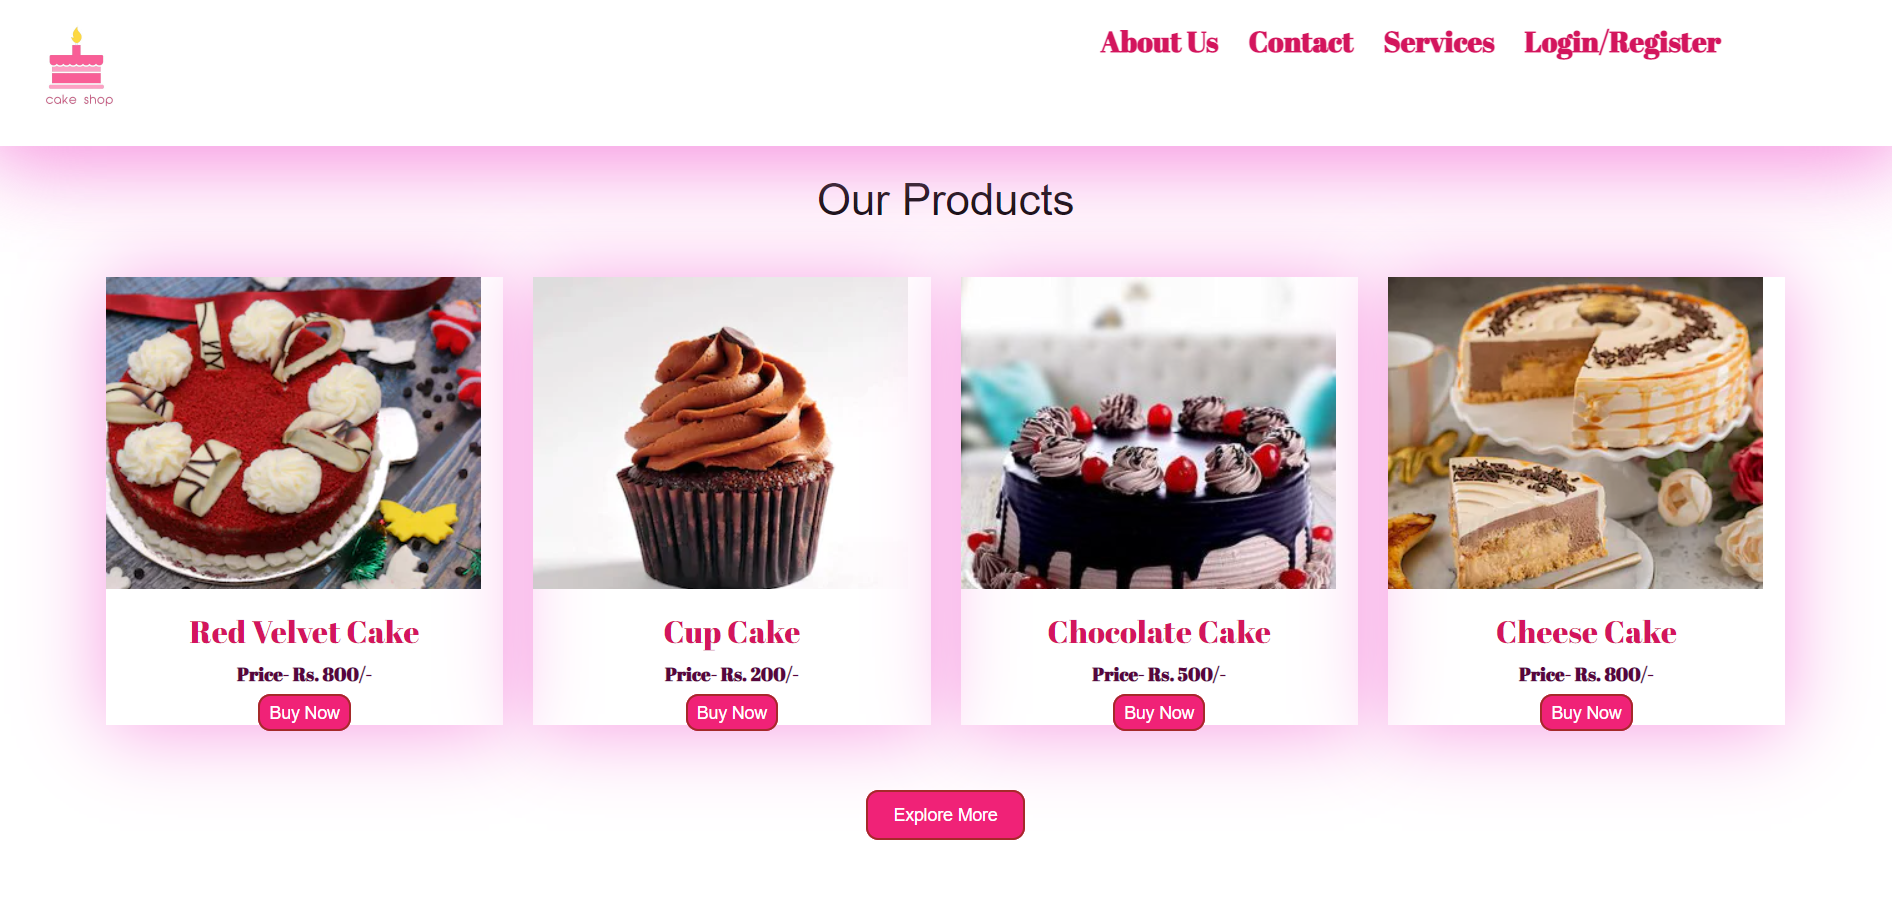 cake shop
About Us Contact Services Login/Register
Our Products
Red Velvet Cake
Price- Rs. 800/-
Buy Now
Cup Cake
Price- Rs. 200/-
Buy Now
Chocolate Cake
Price- Rs. 500/-
Buy Now
Cheese Cake
Price- Rs. 800/-
Buy Now
Explore More